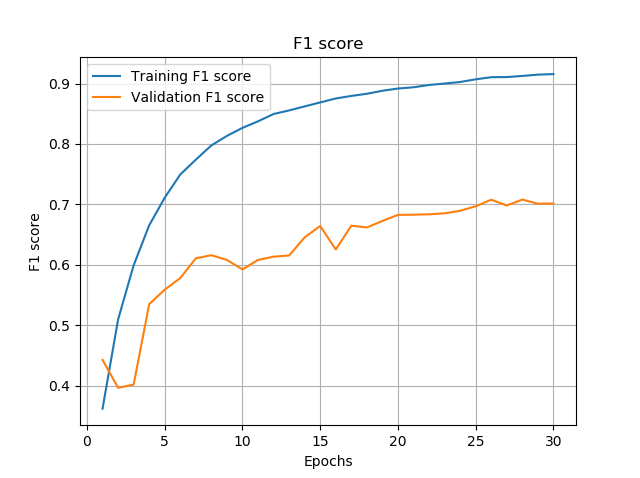 F1 score
Training F1 score
Validation F1 score
F1 score
0.9
0.8
0.7
0.6
0.5
0.4
0 5 10 15 20 25 30
Epochs